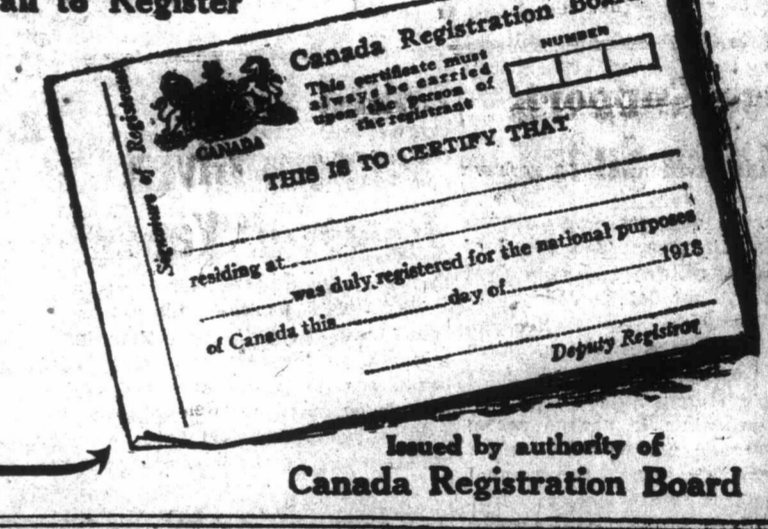 to Register
Canada Registration
This certificate must
always be carried
upon the person of
the registrant
NUMBER
Signature of Registrant
CANADA
THIS IS TO CERTIFY THAT
residing at
was duly registered for the national purposes
of Canada this day of 1918
Deputy Registrar
Issued by authority of
Canada Registration Board